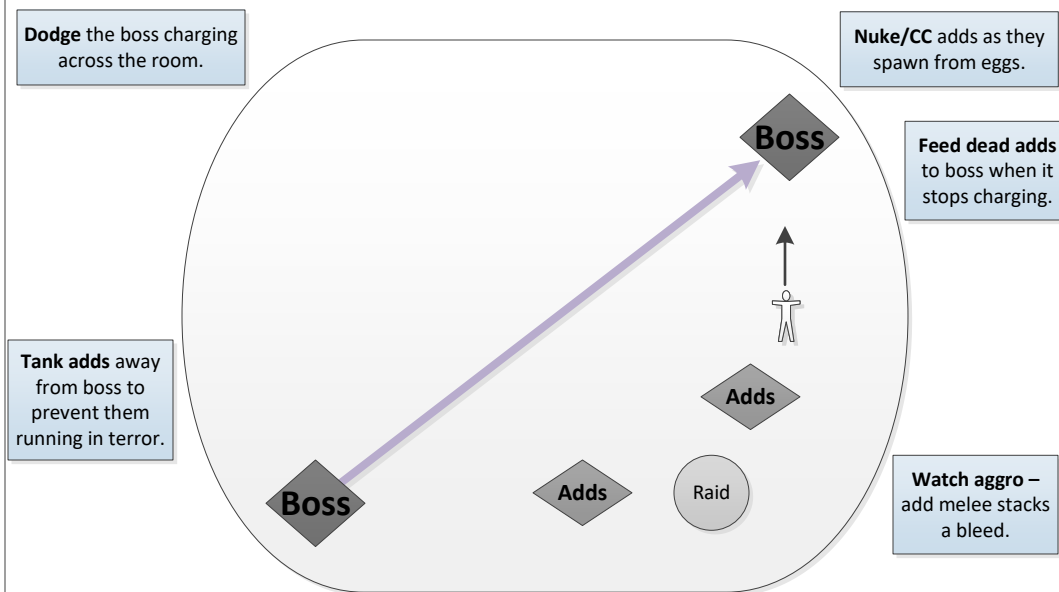 Dodge the boss charging
across the room.
Nuke/CC adds as they
spawn from eggs.
Boss
Feed dead adds
to boss when it
stops charging.
Tank adds away
from boss to
prevent them
running in terror.
Adds
Boss
Adds
Raid
Watch aggro –
add melee stacks
a bleed.